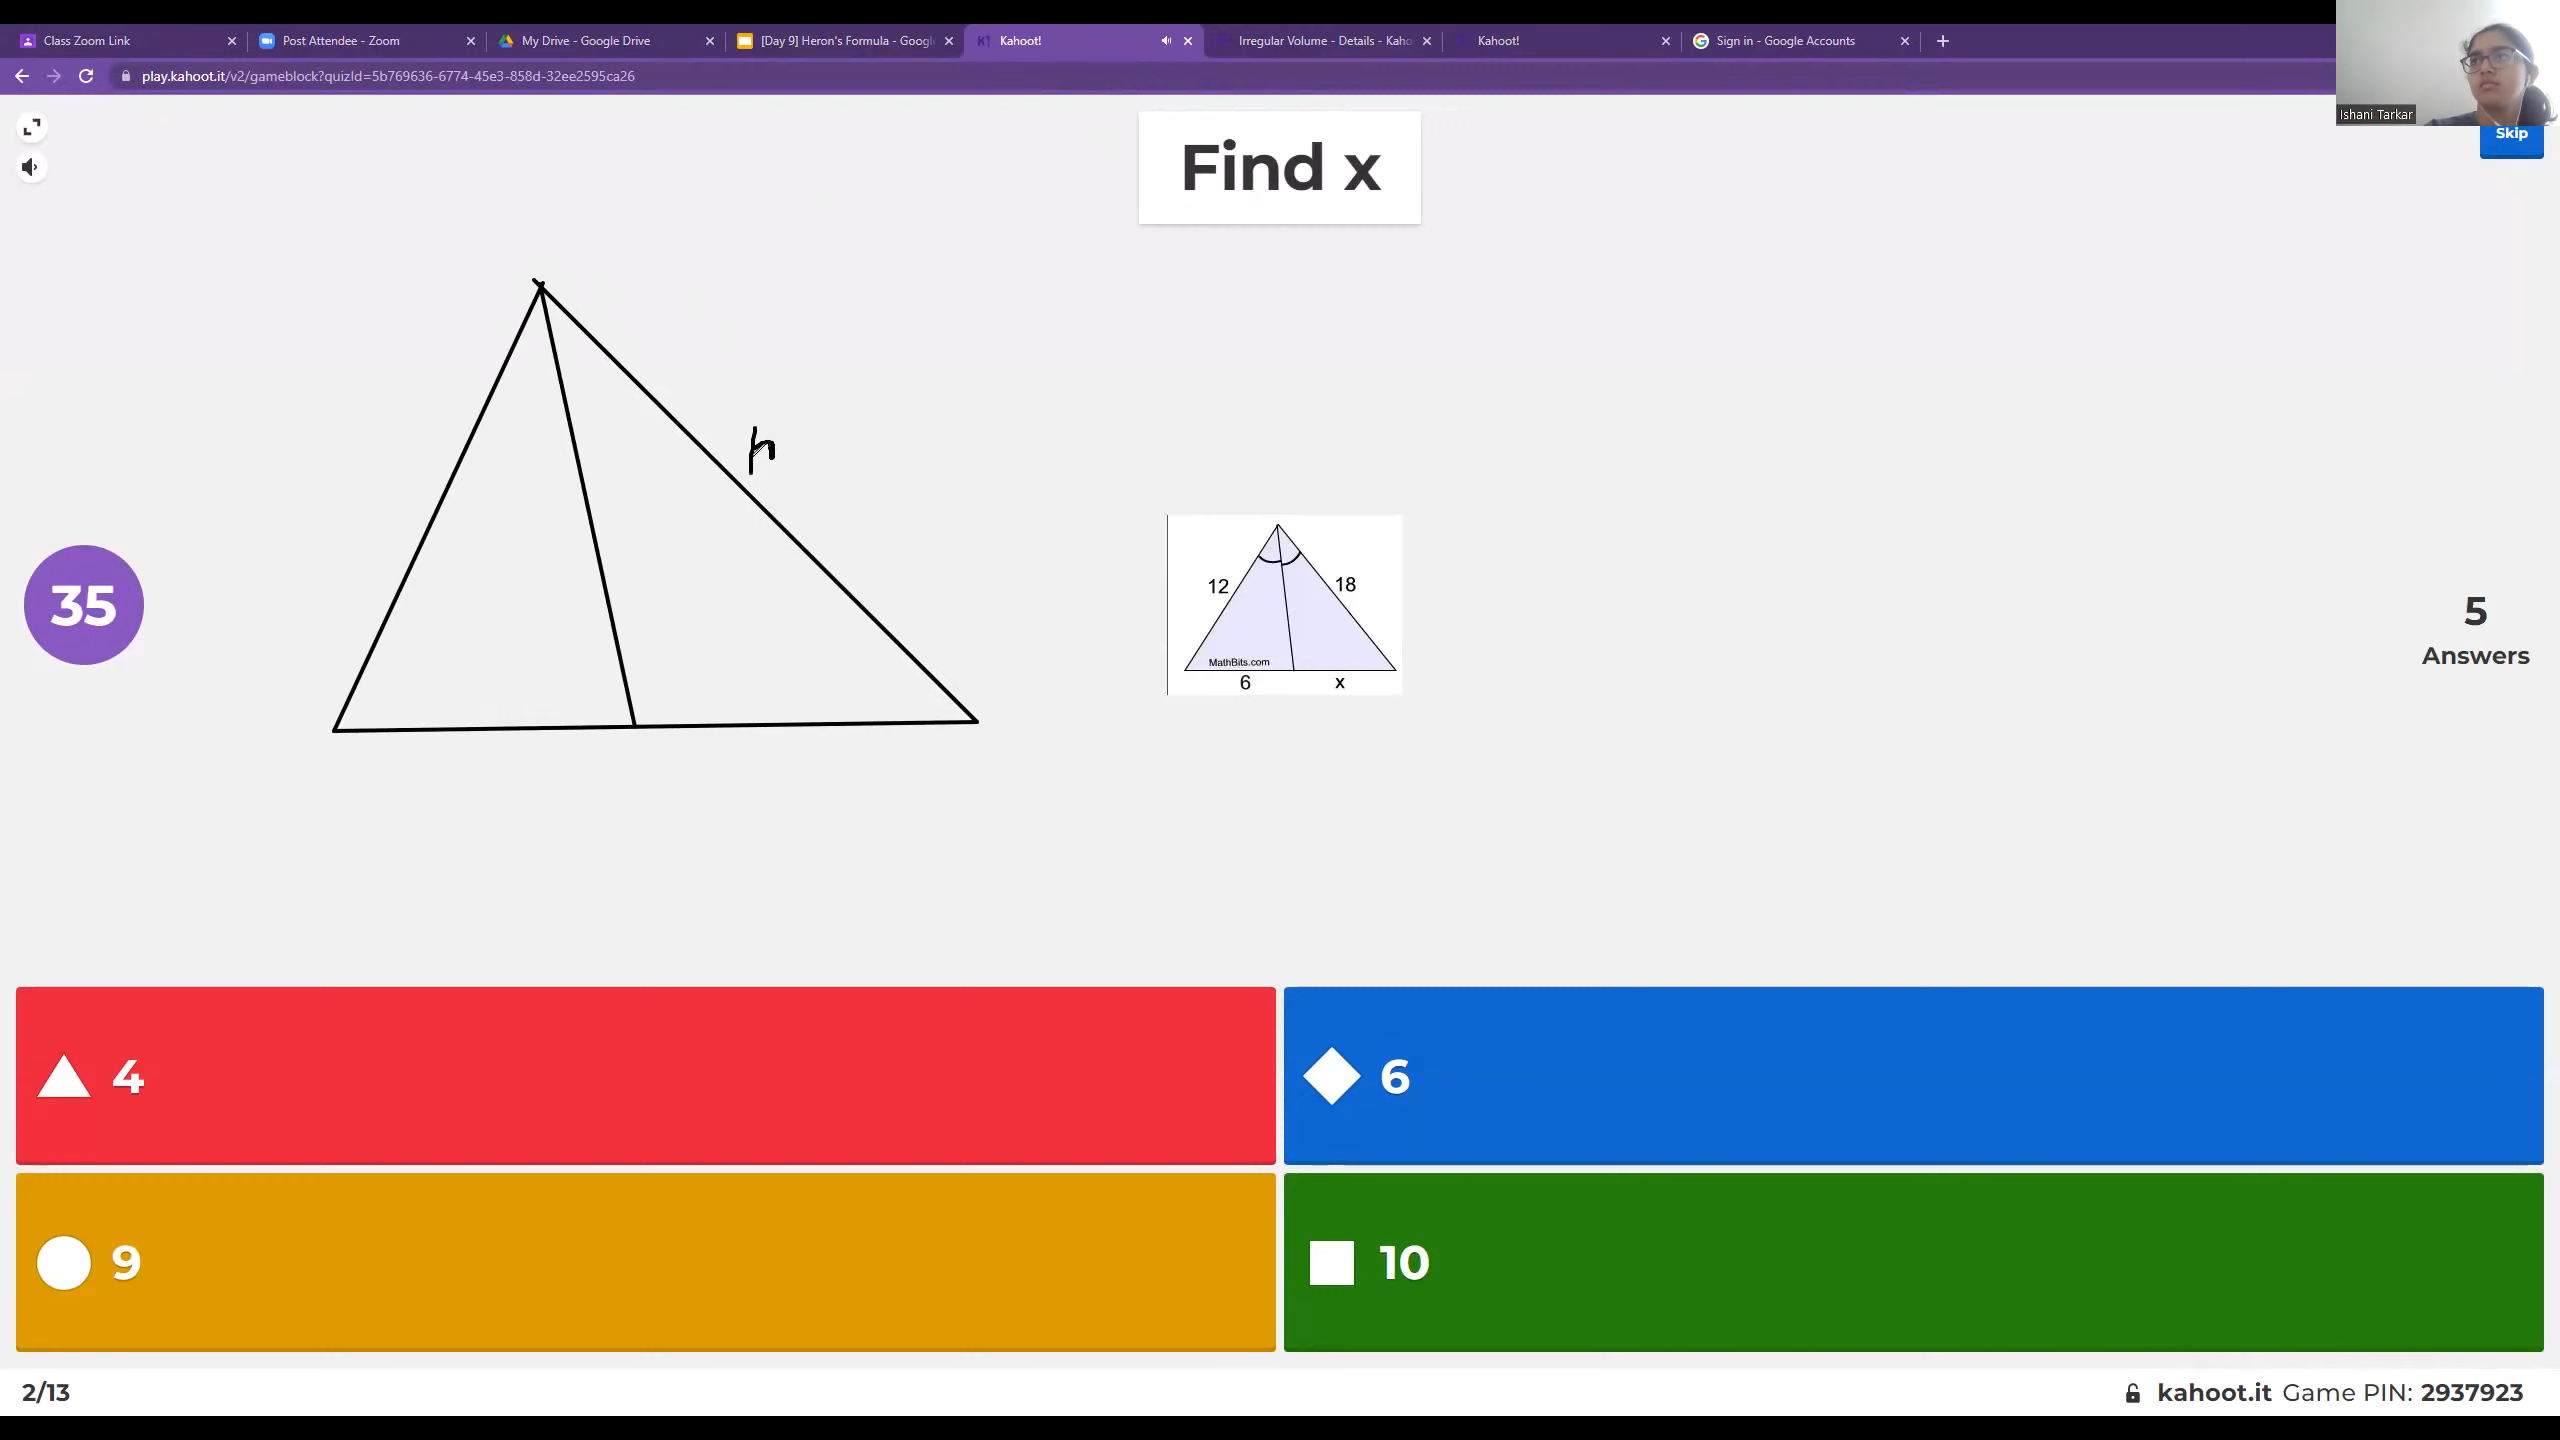 Class Zoom Link
Post Attendee - Zoom
My Drive - Google Drive
[Day 9] Heron's Formula - Googl
Kahoot!
Irregular Volume - Details - Kaho
Kahoot!
Sign in - Google Accounts
play.kahoot.it/v2/gameblock?quizId=5b769636-6774-45e3-858d-32ee2595ca26
Ishani Tarkar
Skip
Find x
h
35
12
18
MathBits.com
6
x
5
Answers
4
6
9
10
2/13
kahoot.it Game PIN: 2937923